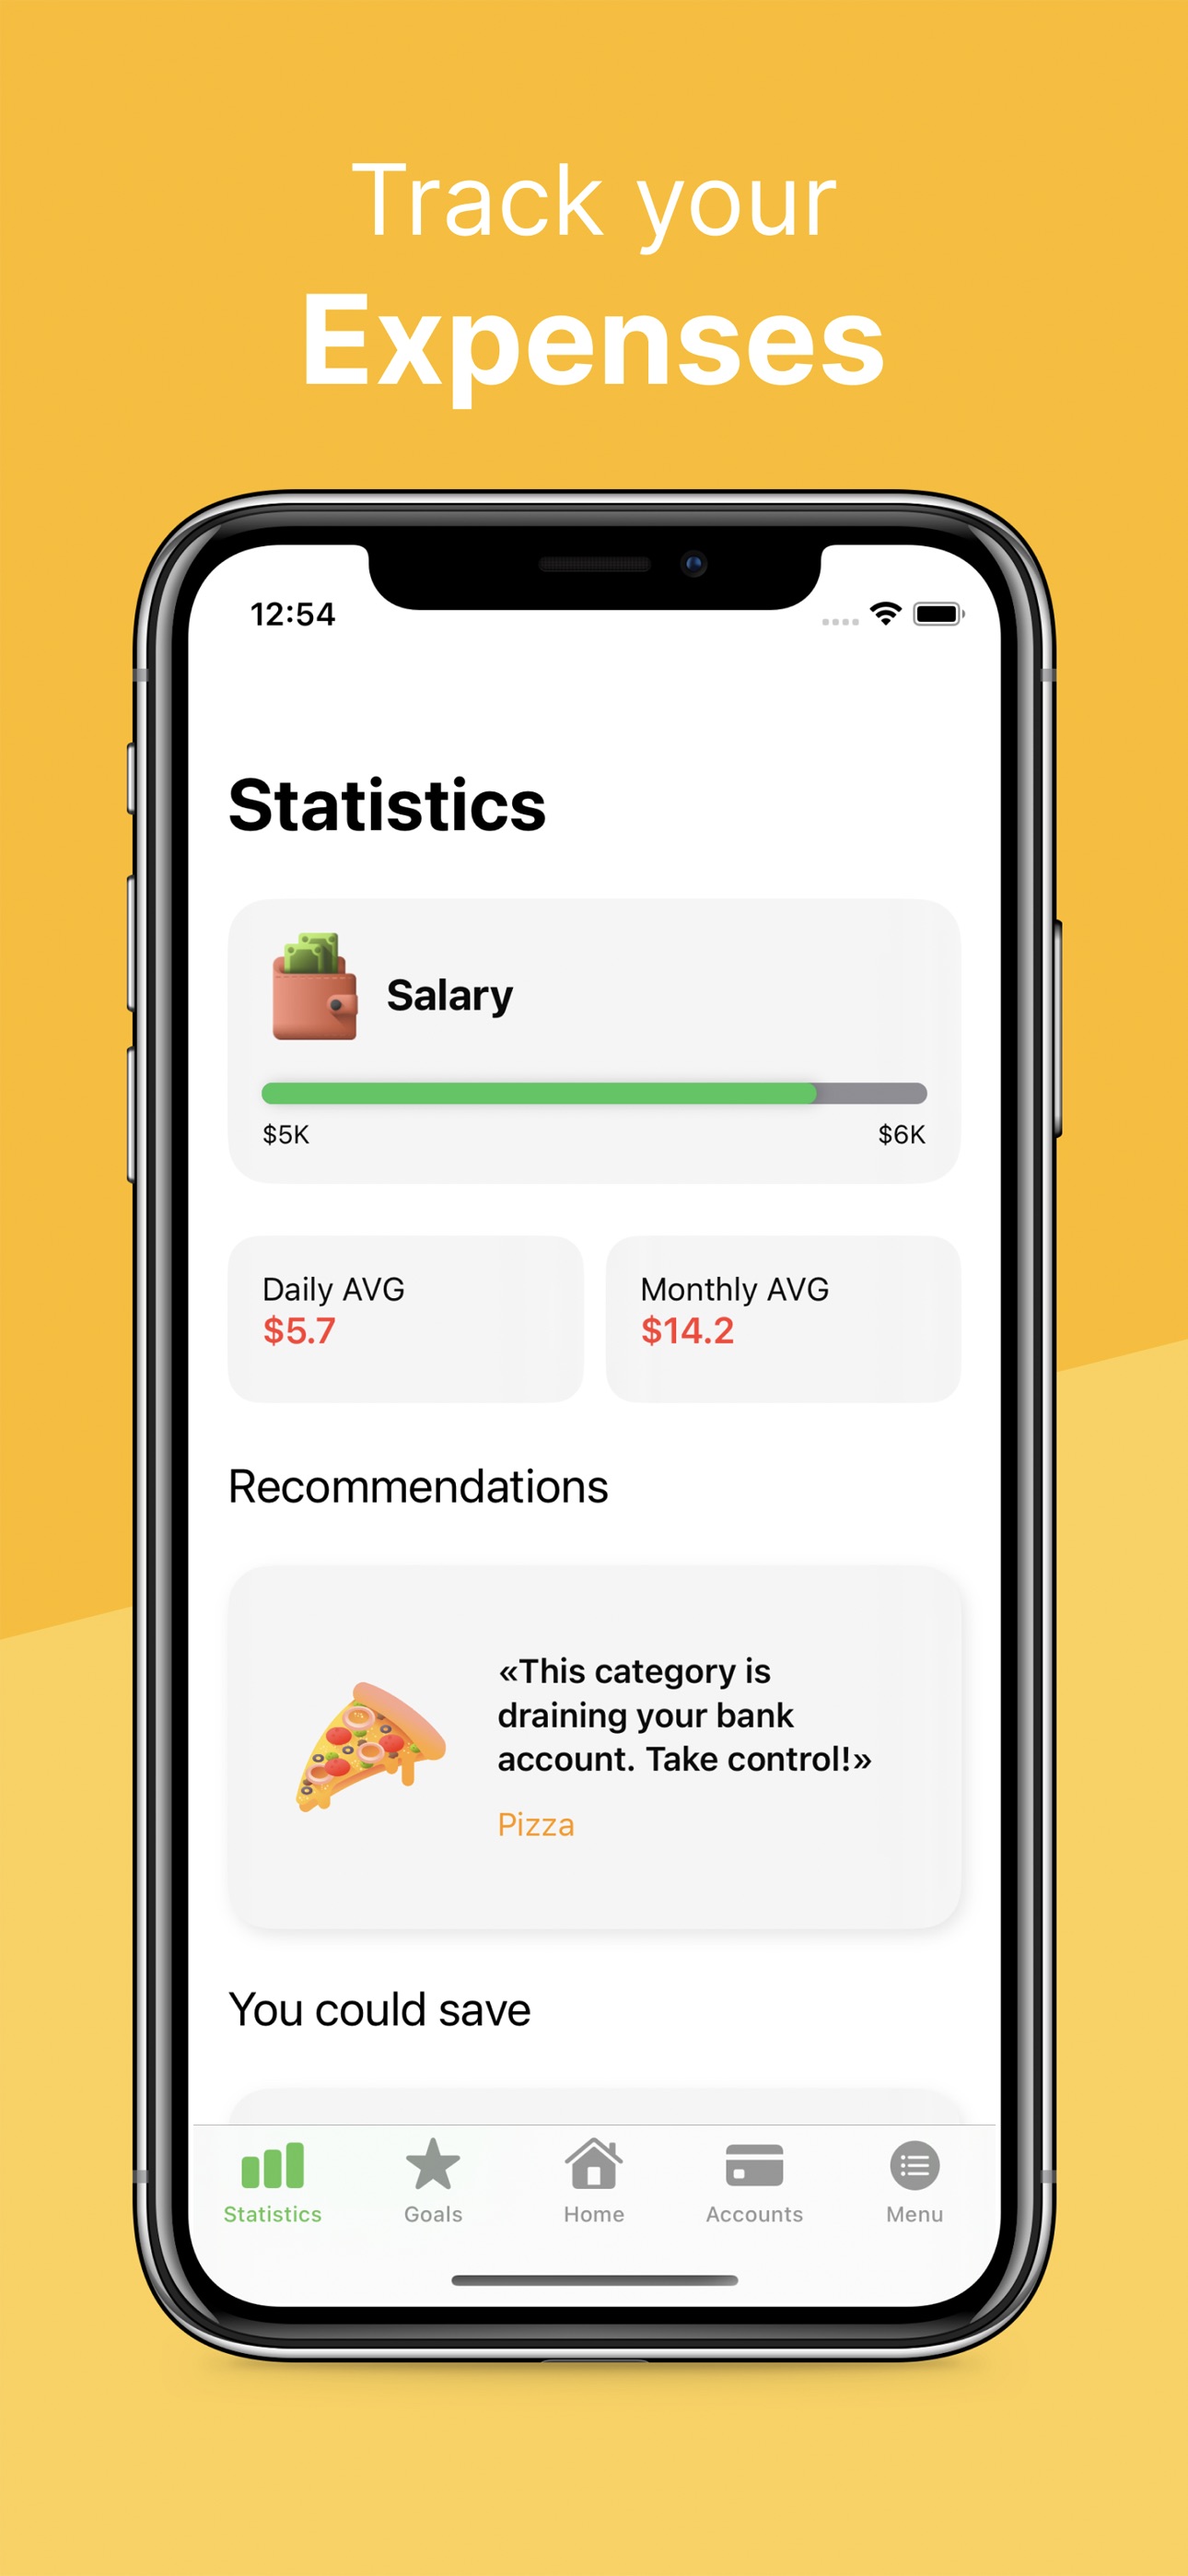 Track your
Expenses
12:54
Statistics
Salary
$5K
$6K
Daily AVG
$5.7
Monthly AVG
$14.2
Recommendations
«This category is
draining your bank
account. Take control!»
Pizza
You could save
Statistics
Goals
Home
Accounts
Menu